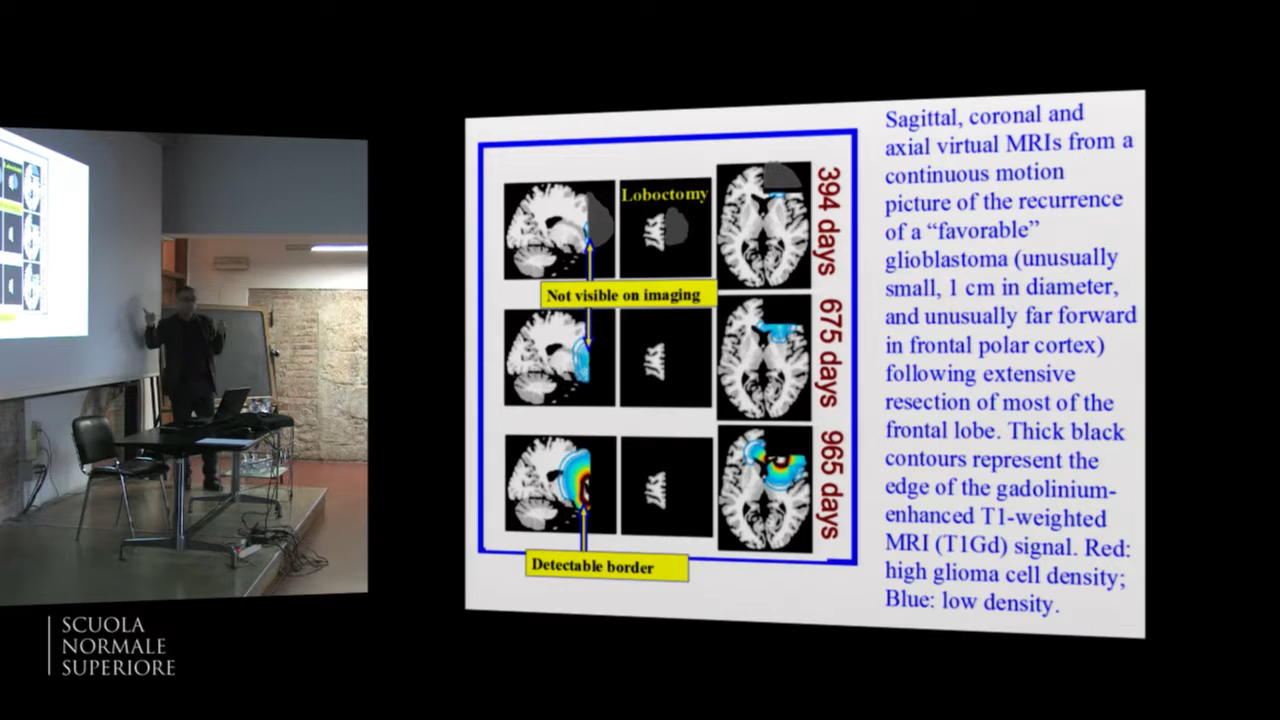 Sagittal, coronal and
axial virtual MRIs from a
continuous motion
picture of the recurrence
of a “favorable”
glioblastoma (unusually
small, 1 cm in diameter,
and unusually far forward
in frontal polar cortex)
following extensive
resection of most of the
frontal lobe. Thick black
contours represent the
edge of the gadolinium-
enhanced T1-weighted
MRI (T1Gd) signal. Red:
high glioma cell density;
Blue: low density.
Loboctomy
394 days
Not visible on imaging
675 days
965 days
Detectable border
SCUOLA
NORMALE
SUPERIORE